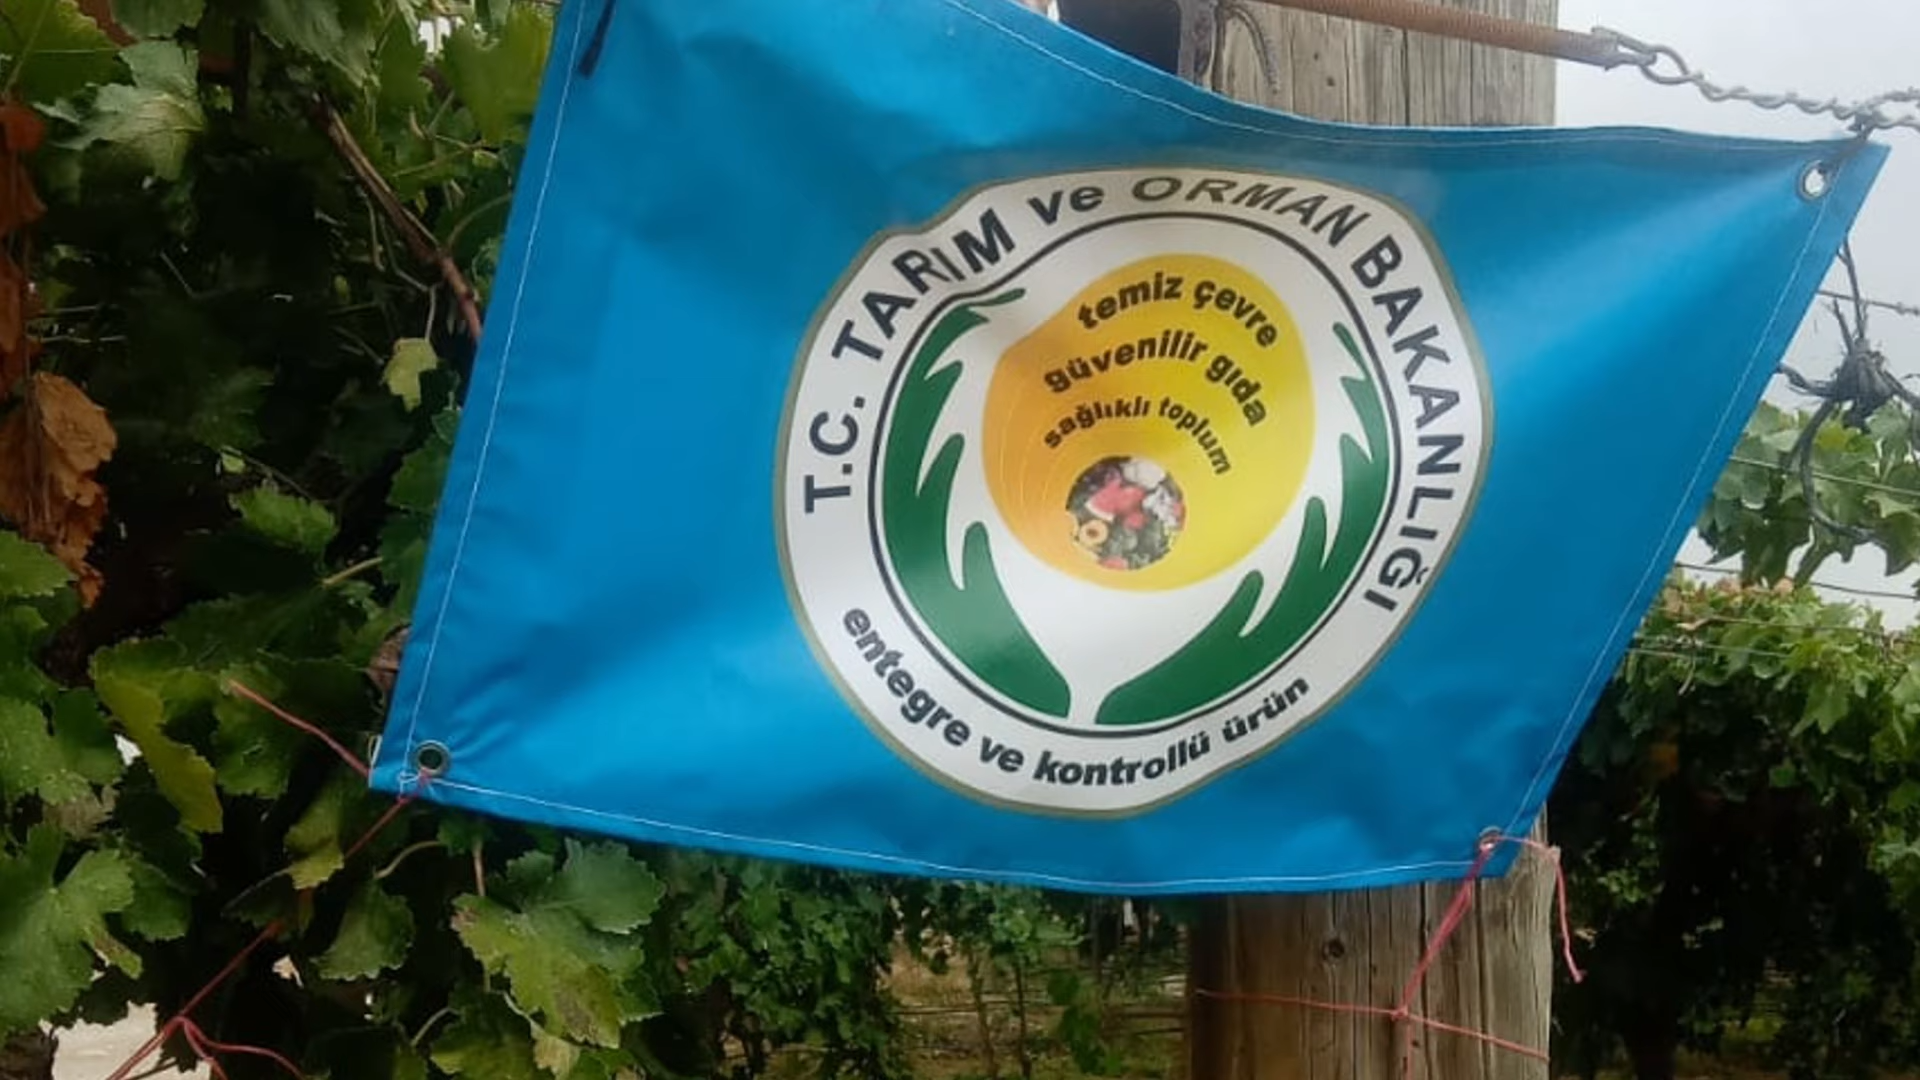 T.C. TARIM ve ORMAN BAKANLIĞI
temiz çevre
güvenilir gıda
sağlıklı toplum
entegre ve kontrollü ürün